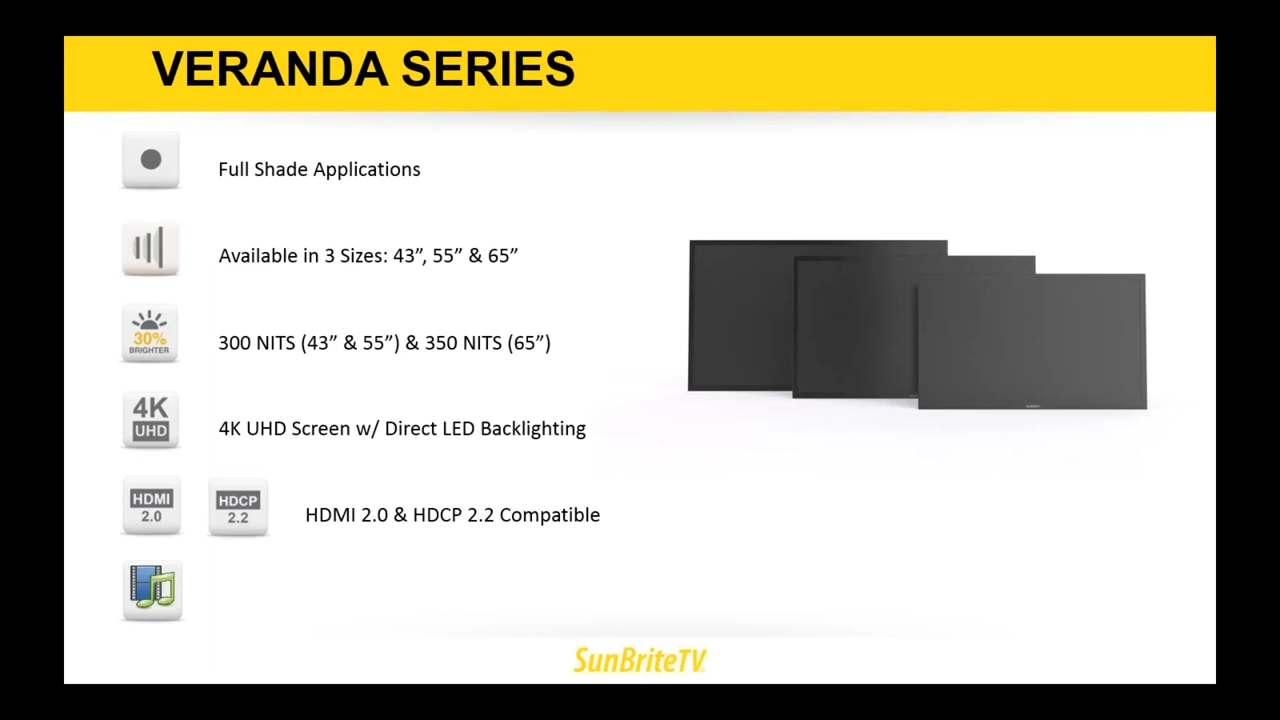 VERANDA SERIES
Full Shade Applications
Available in 3 Sizes: 43”, 55” & 65”
30%
BRIGHTER
300 NITS (43” & 55”) & 350 NITS (65”)
4K
UHD
4K UHD Screen w/ Direct LED Backlighting
HDMI
2.0
HDCP
2.2
HDMI 2.0 & HDCP 2.2 Compatible
SunBriteTV